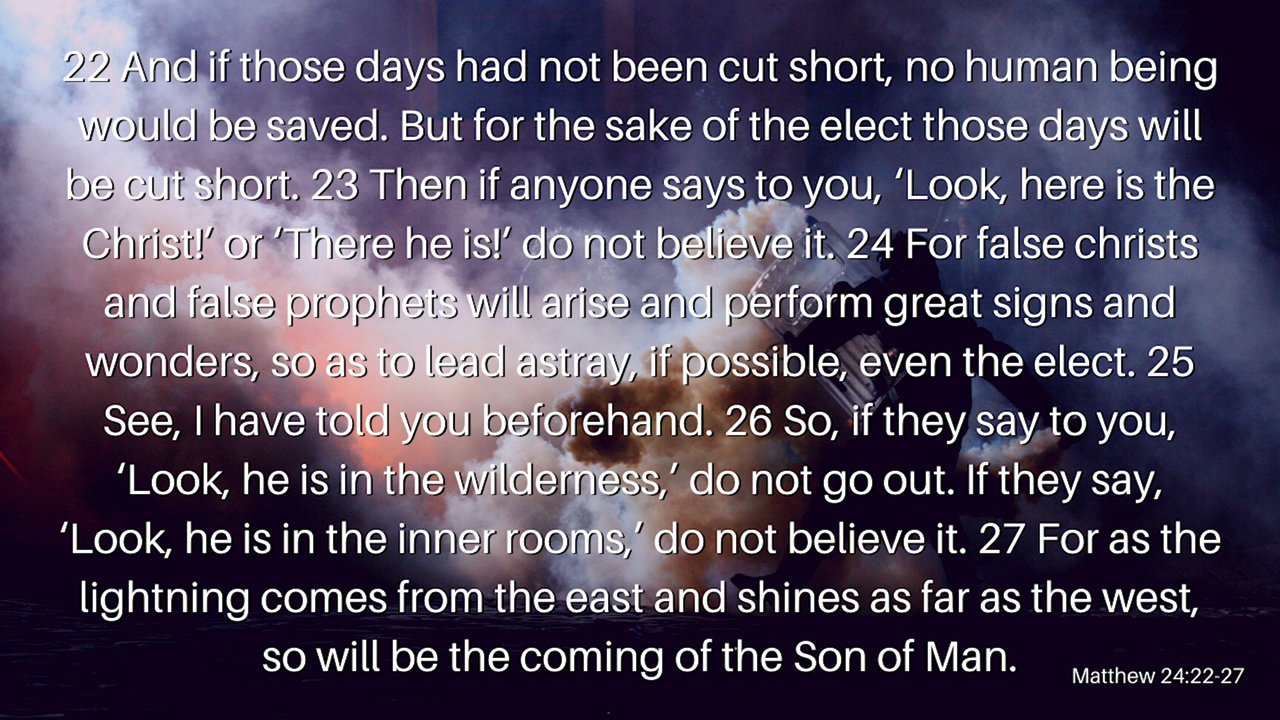 22 And if those days had not been cut short, no human being
would be saved. But for the sake of the elect those days will
be cut short. 23 Then if anyone says to you, ‘Look, here is the
Christ!’ or ‘There he is!’ do not believe it. 24 For false christs
and false prophets will arise and perform great signs and
wonders, so as to lead astray, if possible, even the elect. 25
See, I have told you beforehand. 26 So, if they say to you,
‘Look, he is in the wilderness,’ do not go out. If they say,
‘Look, he is in the inner rooms,’ do not believe it. 27 For as the
lightning comes from the east and shines as far as the west,
so will be the coming of the Son of Man.
Matthew 24:22-27